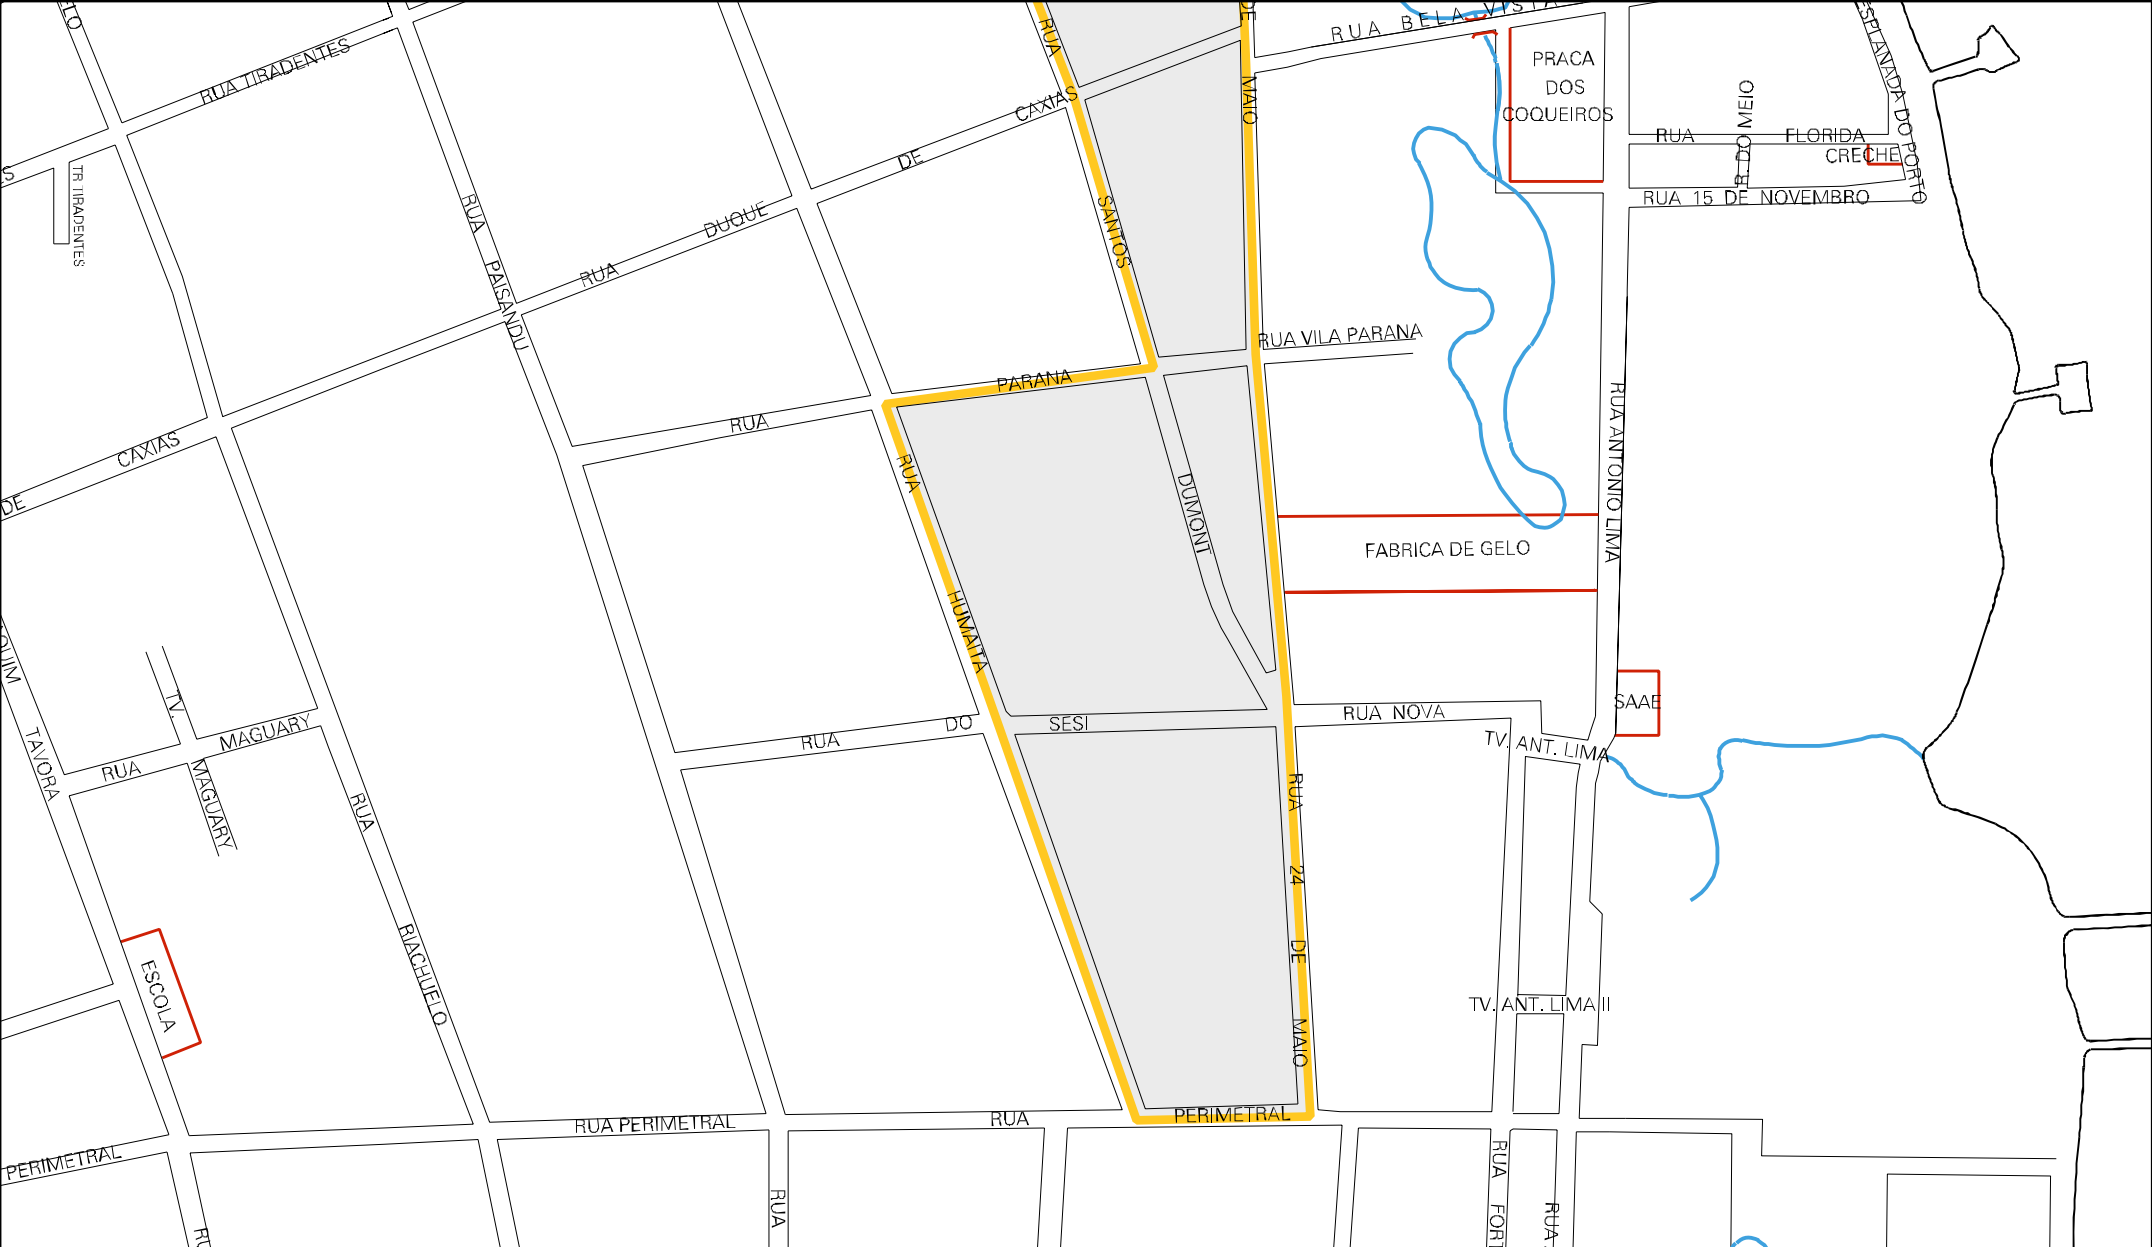 RUA TIRADENTES
TR TIRADENTES
RUA PAISANDU
RUA DUQUE DE CAXIAS
RUA SANTOS DUMONT
DE MAIO
RUA BELA VISTA
PRACA
DOS
COQUEIROS
RUA FLORIDA
R. DO MEIO
CRECHE
ESPLANADA DO PORTO
RUA 15 DE NOVEMBRO
RUA VILA PARANA
RUA PARANA
RUA ANTONIO LIMA
DE CAXIAS
RUA HUMAITA
FABRICA DE GELO
SAAE
RUA DO SESI
RUA NOVA
TV. ANT. LIMA
TAVORA
TV. MAGUARY
RUA MAGUARY
RUA RIACHUELO
RUA 24 DE MAIO
ESCOLA
TV. ANT. LIMA II
PERIMETRAL
RUA PERIMETRAL
RUA PERIMETRAL
RUA
RUA
RUA